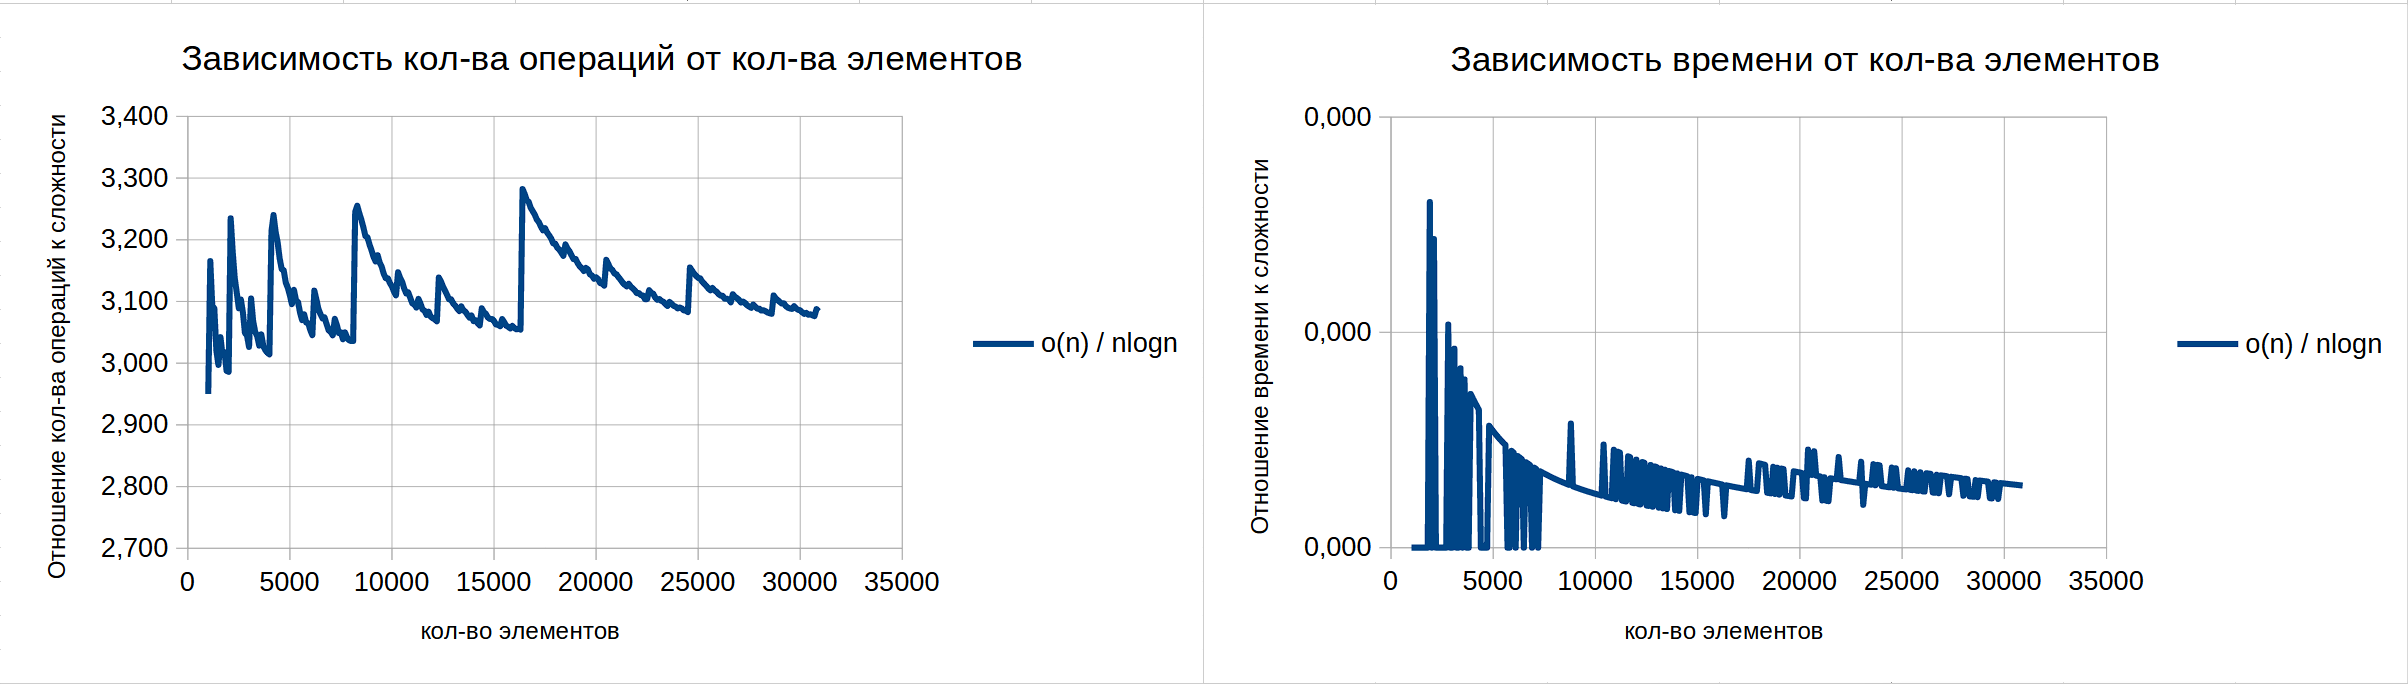 Зависимость кол-ва операций от кол-ва элементов
Отношение кол-ва операций к сложности
3,400
3,300
3,200
3,100
3,000
2,900
2,800
2,700
0 5000 10000 15000 20000 25000 30000 35000
кол-во элементов
o(n) / nlogn
Зависимость времени от кол-ва элементов
Отношение времени к сложности
0,000
0,000
0,000
0 5000 10000 15000 20000 25000 30000 35000
кол-во элементов
o(n) / nlogn